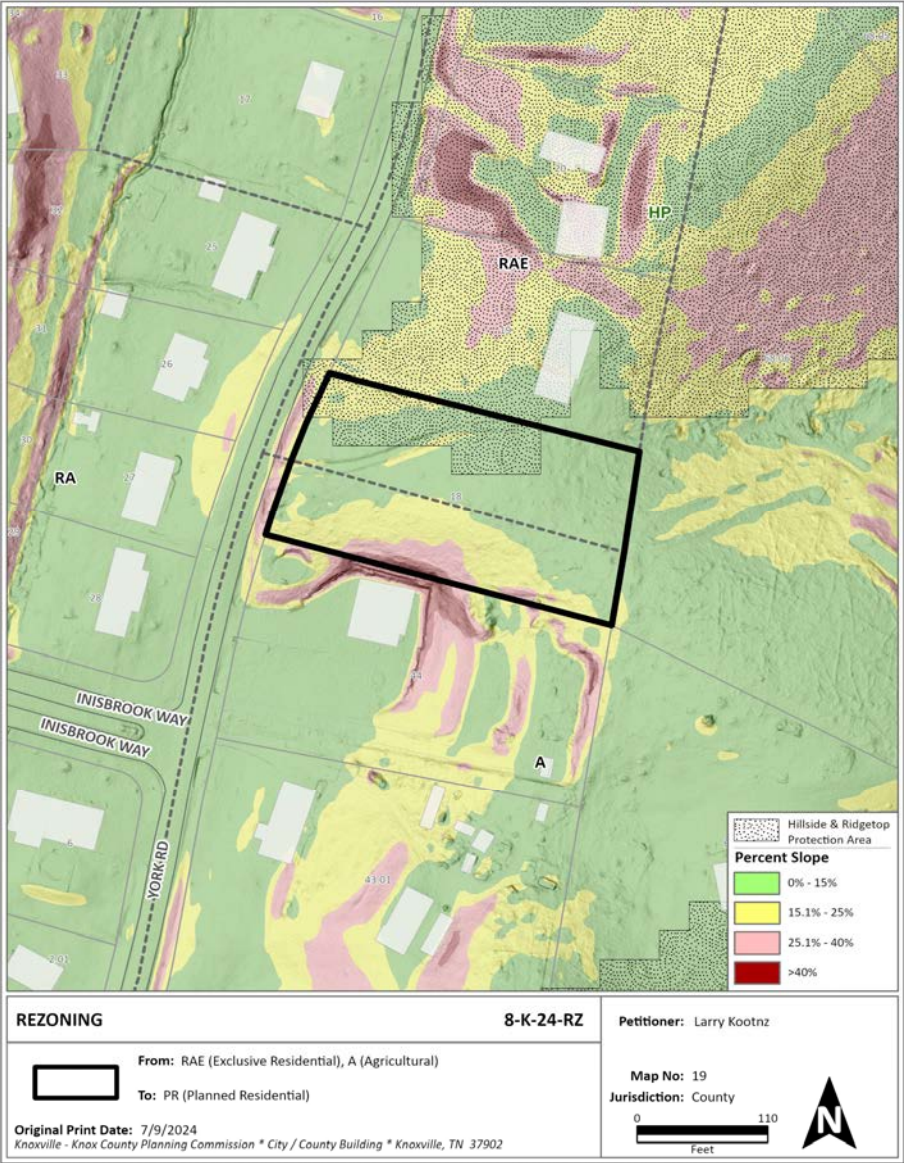 16
33
17
HP
25
RAE
31
26
30
RA
27
18
29
28
44
INISBROOK WAY
INISBROOK WAY
A
YORK RD
6
43.01
Hillside & Ridgetop
Protection Area
Percent Slope
0% - 15%
15.1% - 25%
25.1% - 40%
>40%
REZONING
8-K-24-RZ
From: RAE (Exclusive Residential), A (Agricultural)
To: PR (Planned Residential)
Original Print Date: 7/9/2024
Knoxville - Knox County Planning Commission * City / County Building * Knoxville, TN 37902
Petitioner: Larry Kootnz
Map No: 19
Jurisdiction: County
0 110
Feet
N